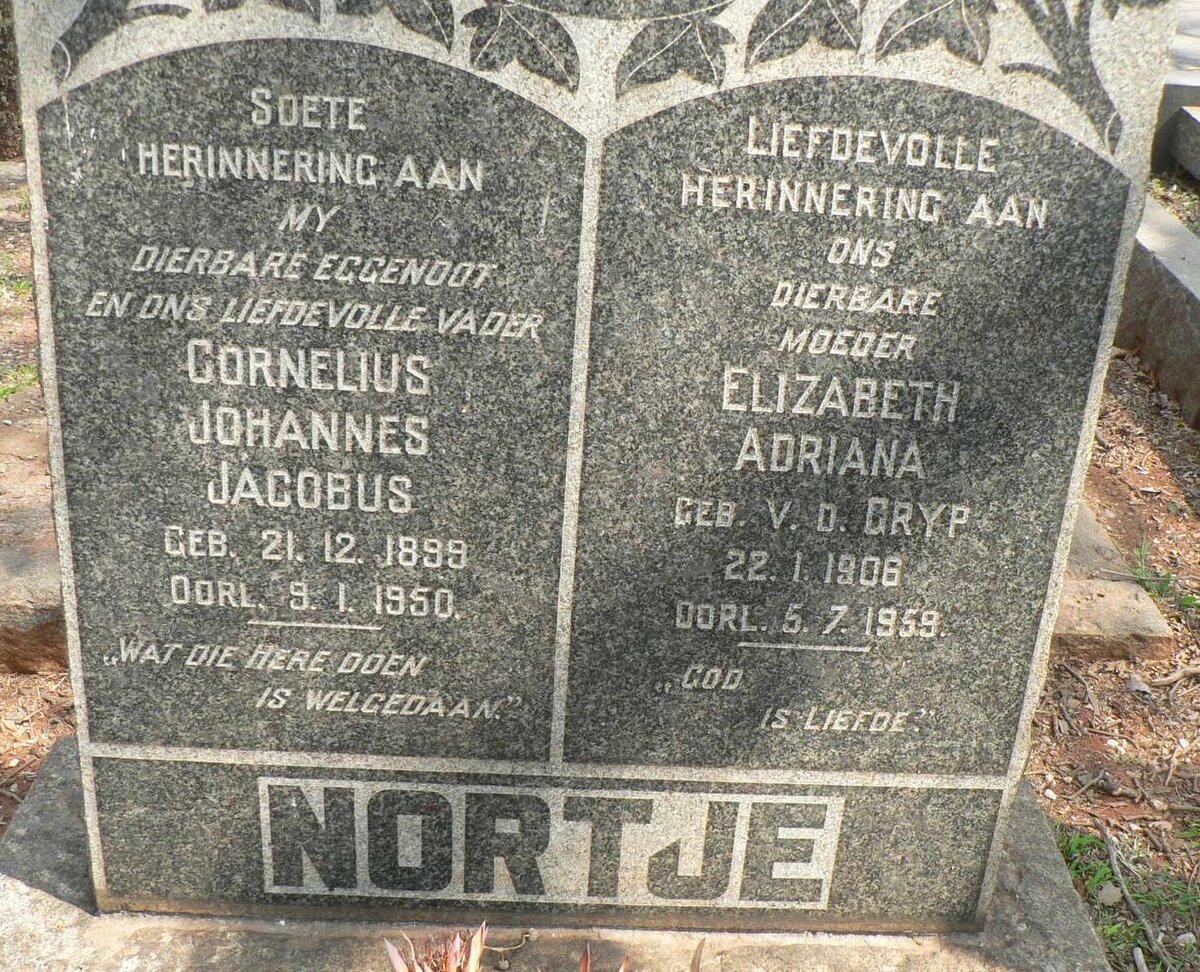 SOETE
HERINNERING AAN
MY
DIERBARE EGGENOOT
EN ONS LIEFDEVOLLE VADER
CORNELIUS
JOHANNES
JACOBUS
GEB. 21. 12. 1899
OORL. 9. 1. 1950.
„WAT DIE HERE DOEN
IS WELGEDAAN."
LIEFDEVOLLE
HERINNERING AAN
ONS
DIERBARE
MOEDER
ELIZABETH
ADRIANA
GEB. V. D. GRYP
22. 1. 1906
OORL. 5. 7. 1959.
„GOD
IS LIEFDE."
NORTJE